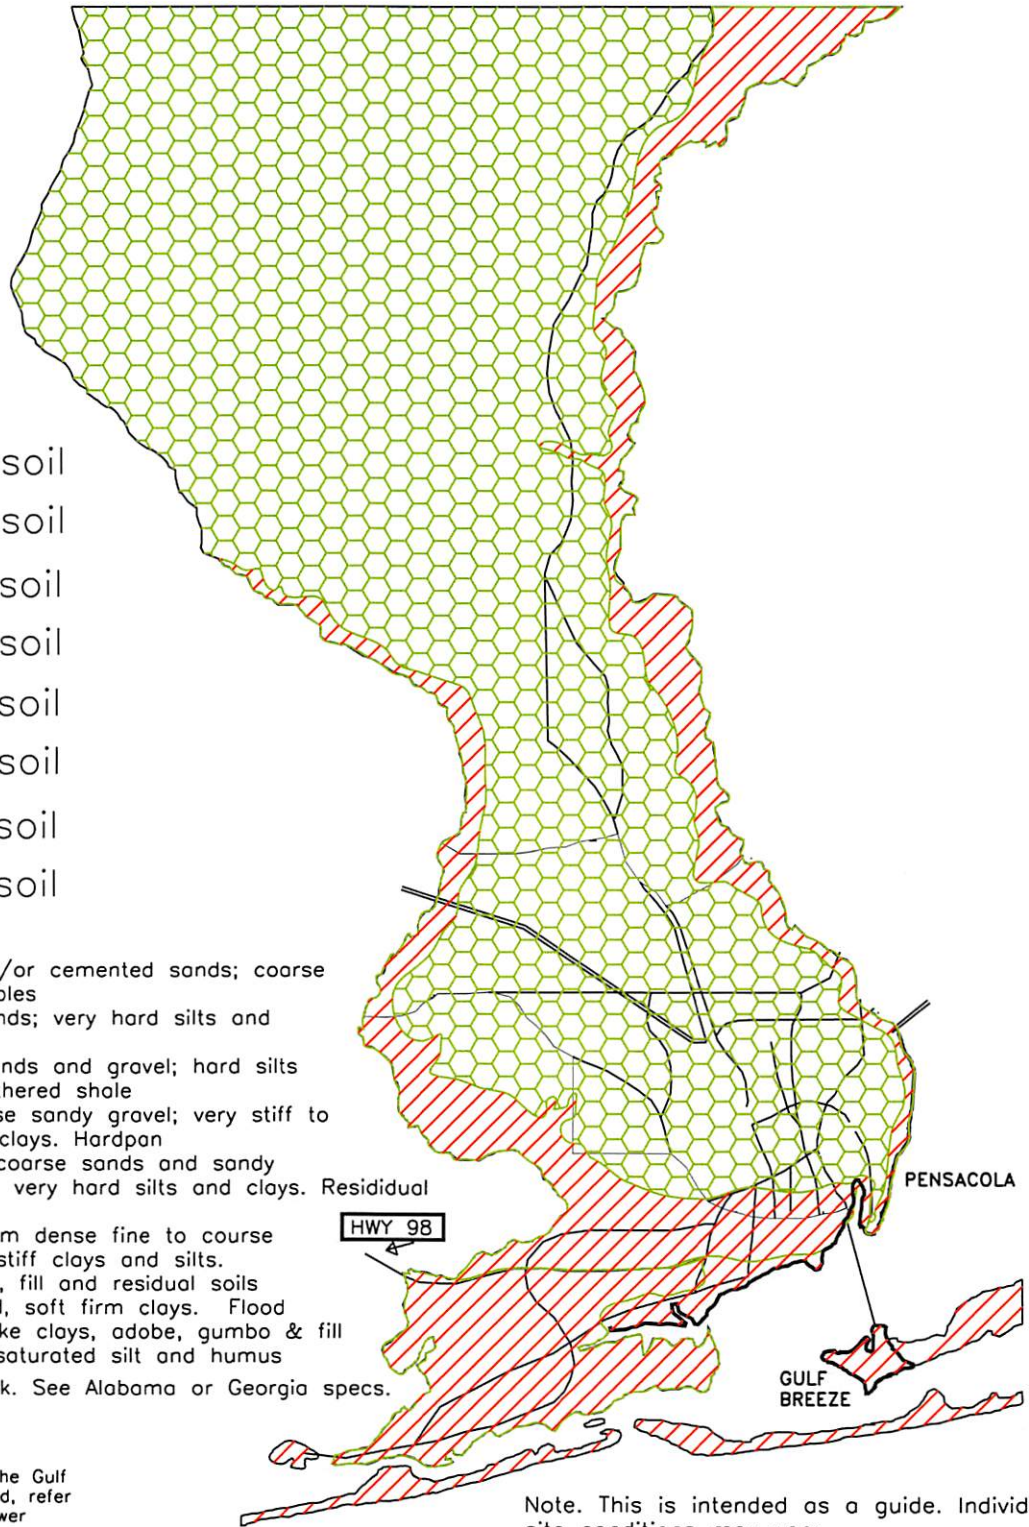 soil
soil
soil
soil
soil
soil
soil
soil
/or cemented sands; coarse
nds; very hard silts and
nds and gravel; hard silts
hered shale
se sandy gravel; very stiff to
clays. Hardpan
coarse sands and sandy
very hard silts and clays. Resididual
m dense fine to course
stiff clays and silts.
, fill and residual soils
l, soft firm clays. Flood
ke clays, adobe, gumbo & fill
saturated silt and humus
k. See Alabama or Georgia specs.
HWY 98
PENSACOLA
GULF
BREEZE
he Gulf
d, refer
wer
Note. This is intended as a guide. Individ